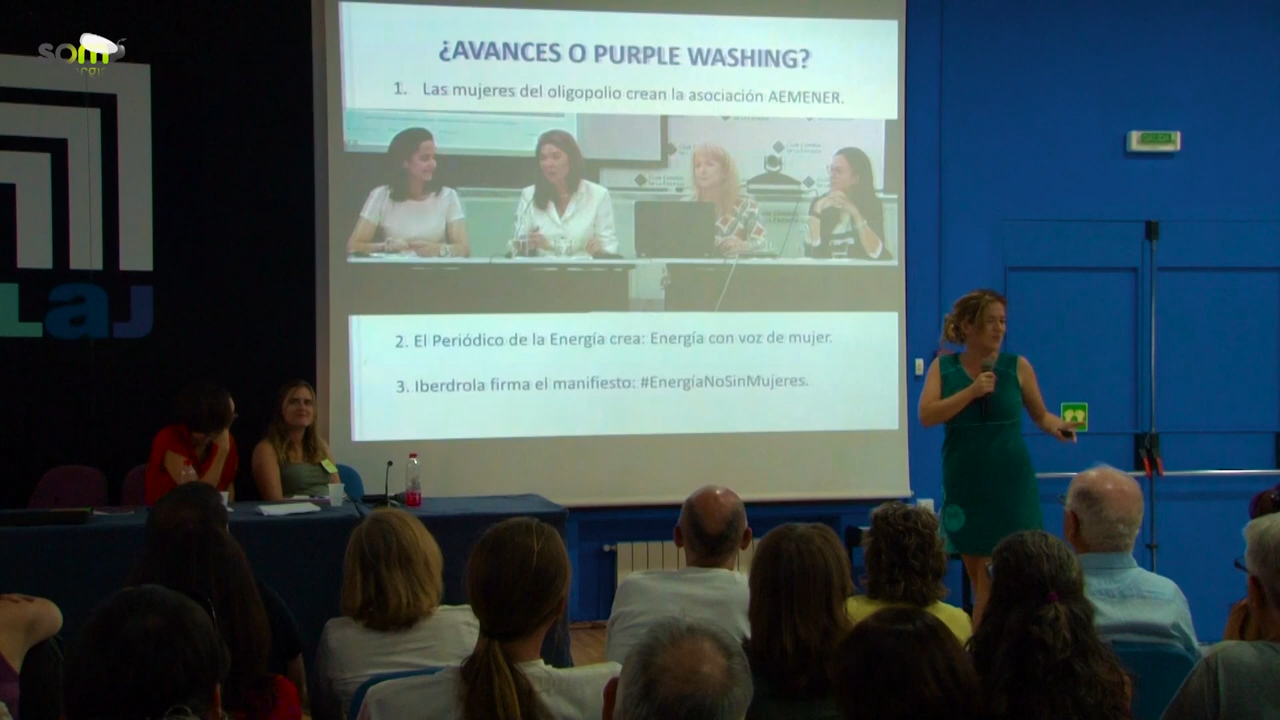 som
¿AVANCES O PURPLE WASHING?
1. Las mujeres del oligopolio crean la asociación AEMENER.
2. El Periódico de la Energía crea: Energía con voz de mujer.
3. Iberdrola firma el manifiesto: #EnergíaNoSinMujeres.